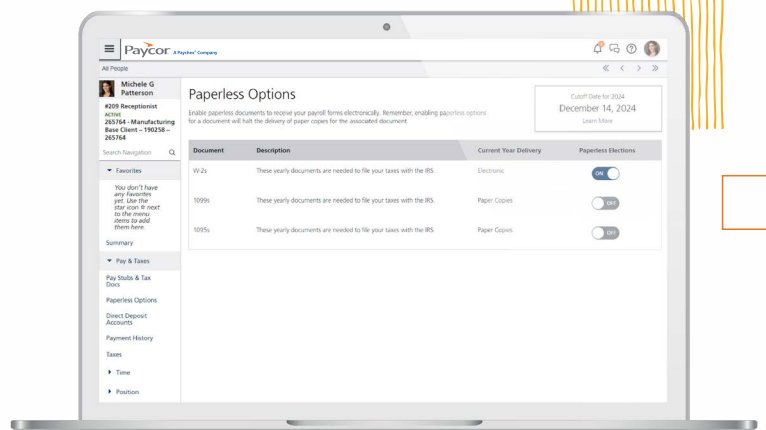 Paycor A Paychex® Company
All People
Michele G
Patterson
#209 Receptionist
ACTIVE
265764 - Manufacturing
Base Client – 190258 –
265764
Search Navigation
Favorites
You don't have
any Favorites
yet. Use the
star icon ☆ next
to the menu
items to add
them here.
Summary
Pay & Taxes
Pay Stubs & Tax
Docs
Paperless Options
Direct Deposit
Accounts
Payment History
Taxes
Time
Position
Paperless Options
Enable paperless documents to receive your payroll forms electronically. Remember, enabling paperless options
for a document will halt the delivery of paper copies for the associated document.
Cutoff Date for 2024
December 14, 2024
Learn More
Document Description Current Year Delivery Paperless Elections
W-2s These yearly documents are needed to file your taxes with the IRS. Electronic ON
1099s These yearly documents are needed to file your taxes with the IRS. Paper Copies OFF
1095s These yearly documents are needed to file your taxes with the IRS. Paper Copies OFF